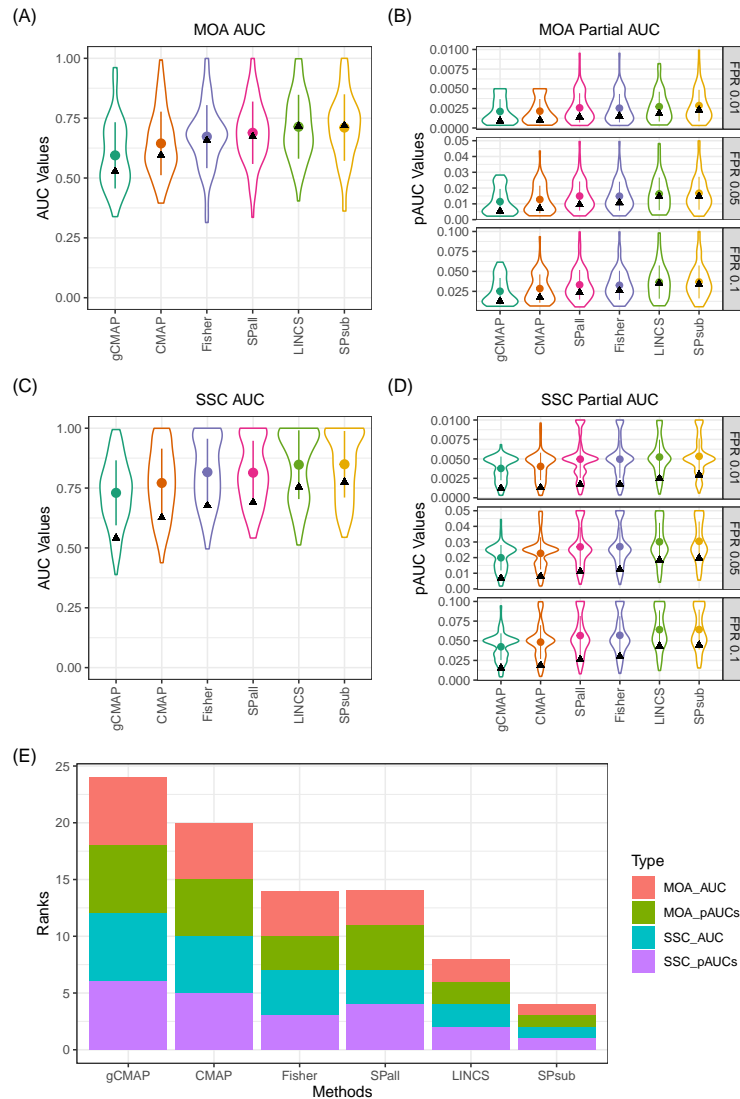 (A)
MOA AUC
1.00
0.75
0.50
0.25
0.00
AUC Values
gCMAP
CMAP
Fisher
SPall
LINCS
SPsub
(B)
MOA Partial AUC
0.0100
0.0075
0.0050
0.0025
0.0000
FPR 0.01
0.05
0.04
0.03
0.02
0.01
0.00
FPR 0.05
0.100
0.075
0.050
0.025
FPR 0.1
pAUC Values
gCMAP
CMAP
SPall
Fisher
LINCS
SPsub
(C)
SSC AUC
1.00
0.75
0.50
0.25
0.00
AUC Values
gCMAP
CMAP
Fisher
SPall
LINCS
SPsub
(D)
SSC Partial AUC
0.0100
0.0075
0.0050
0.0025
0.0000
FPR 0.01
0.05
0.04
0.03
0.02
0.01
0.00
FPR 0.05
0.100
0.075
0.050
0.025
0.000
FPR 0.1
pAUC Values
gCMAP
CMAP
SPall
Fisher
LINCS
SPsub
(E)
25
20
15
10
5
0
Ranks
gCMAP
CMAP
Fisher
SPall
LINCS
SPsub
Methods
Type
MOA_AUC
MOA_pAUCs
SSC_AUC
SSC_pAUCs